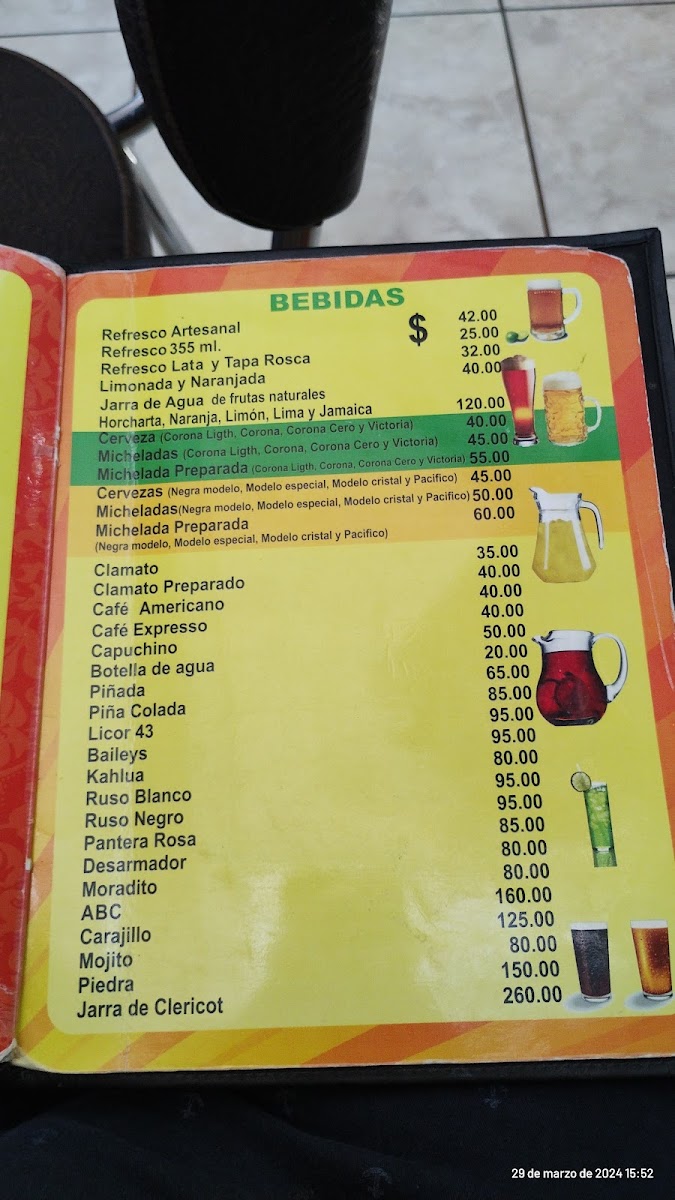 BEBIDAS
$
Refresco Artesanal 42.00
Refresco 355 ml. 25.00
Refresco Lata y Tapa Rosca 32.00
Limonada y Naranjada 40.00
Jarra de Agua de frutas naturales
Horcharta, Naranja, Limón, Lima y Jamaica 120.00
Cerveza (Corona Ligth, Corona, Corona Cero y Victoria) 40.00
Micheladas (Corona Ligth, Corona, Corona Cero y Victoria) 45.00
Michelada Preparada (Corona Ligth, Corona, Corona Cero y Victoria) 55.00
Cervezas (Negra modelo, Modelo especial, Modelo cristal y Pacifico) 45.00
Micheladas(Negra modelo, Modelo especial, Modelo cristal y Pacifico) 50.00
Michelada Preparada 60.00
(Negra modelo, Modelo especial, Modelo cristal y Pacifico)
Clamato 35.00
Clamato Preparado 40.00
Café Americano 40.00
Café Expresso 40.00
Capuchino 50.00
Botella de agua 20.00
Piñada 65.00
Piña Colada 85.00
Licor 43 95.00
Baileys 95.00
Kahlua 80.00
Ruso Blanco 95.00
Ruso Negro 95.00
Pantera Rosa 85.00
Desarmador 80.00
Moradito 80.00
ABC 160.00
Carajillo 125.00
Mojito 80.00
Piedra 150.00
Jarra de Clericot 260.00
29 de marzo de 2024 15:52